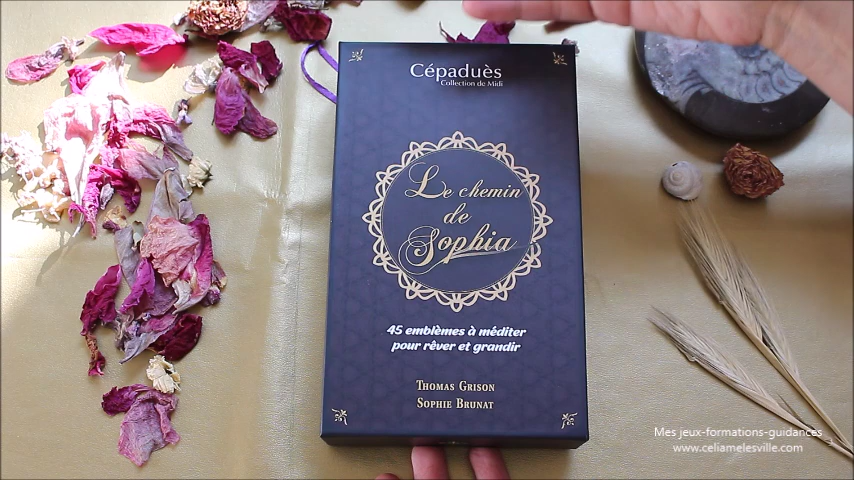 Cépaduès
Collection de Midi
Le chemin
de
Sophia
45 emblèmes à méditer
pour rêver et grandir
Thomas Grison
Sophie Brunat
Mes jeux-formations-guidances
www.celiamelesville.com